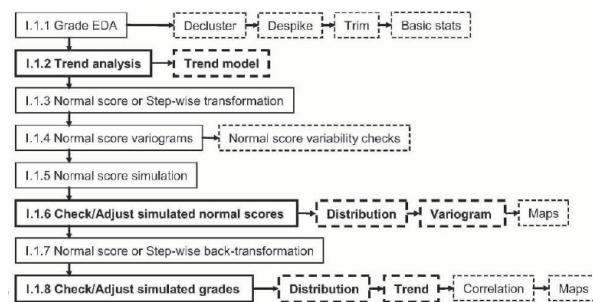 I.1.1 Grade EDA Decluster Despike Trim Basic stats
I.1.2 Trend analysis Trend model
I.1.3 Normal score or Step-wise transformation
I.1.4 Normal score variograms Normal score variability checks
I.1.5 Normal score simulation
I.1.6 Check/Adjust simulated normal scores Distribution Variogram Maps
I.1.7 Normal score or Step-wise back-transformation
I.1.8 Check/Adjust simulated grades Distribution Trend Correlation Maps